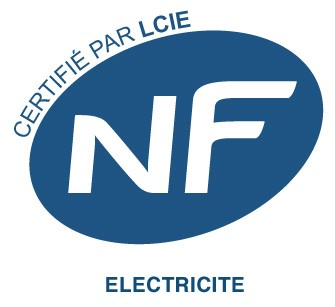 CERTIFIÉ PAR LCIE
NF
ELECTRICITE